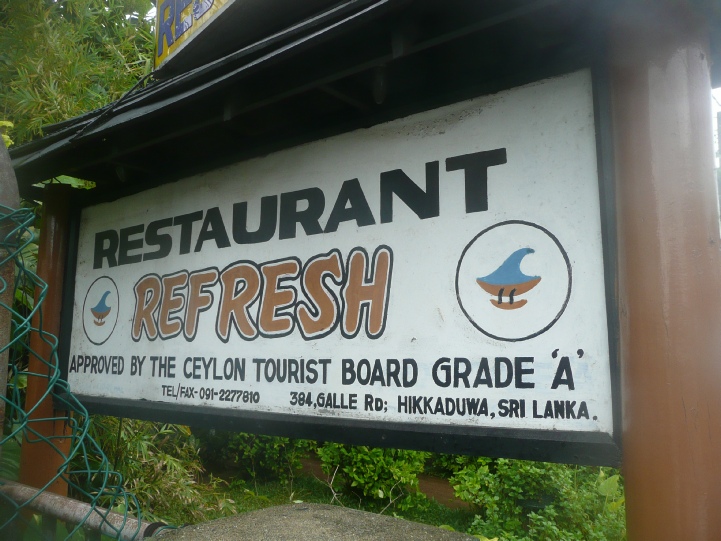 RESTAURANT
REFRESH
APPROVED BY THE CEYLON TOURIST BOARD GRADE 'A'
TEL/FAX-091-2277810 384, GALLE RD; HIKKADUWA, SRI LANKA.